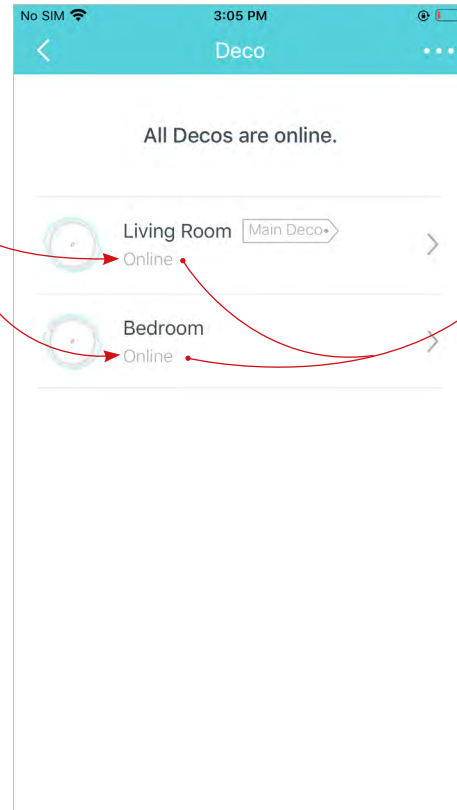 No SIM 3:05 PM
Deco
All Decos are online.
Living Room Main Deco
Online
Bedroom
Online